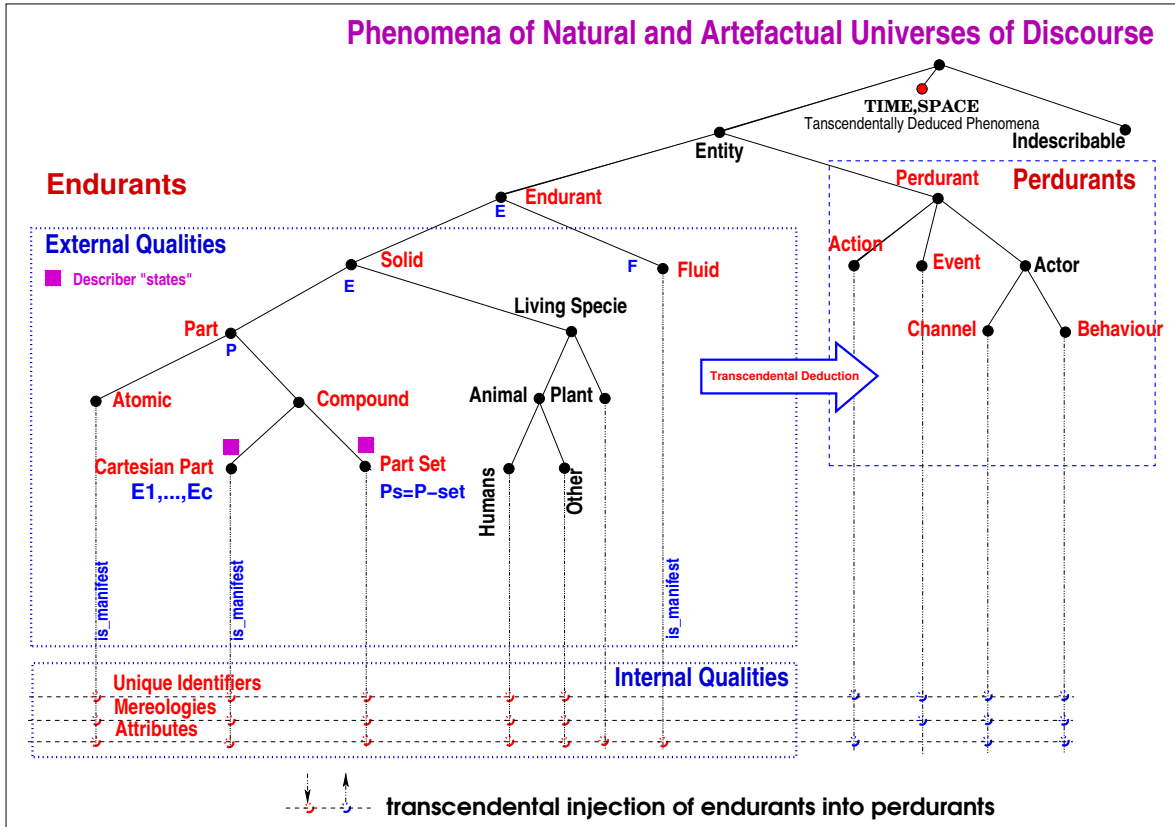 Phenomena of Natural and Artefactual Universes of Discourse
TIME,SPACE
Tanscendentally Deduced Phenomena
Indescribable
Entity
Endurants
Endurant
E
Perdurant
Perdurants
External Qualities
Describer "states"
Solid
E
F
Fluid
Action
Event
Actor
Living Specie
Part
P
Channel
Behaviour
Transcendental Deduction
Atomic
Compound
Animal
Plant
Cartesian Part
E1,...,Ec
Part Set
Ps=P-set
Humans
Other
is_manifest
is_manifest
is_manifest
Internal Qualities
Unique Identifiers
Mereologies
Attributes
transcendental injection of endurants into perdurants